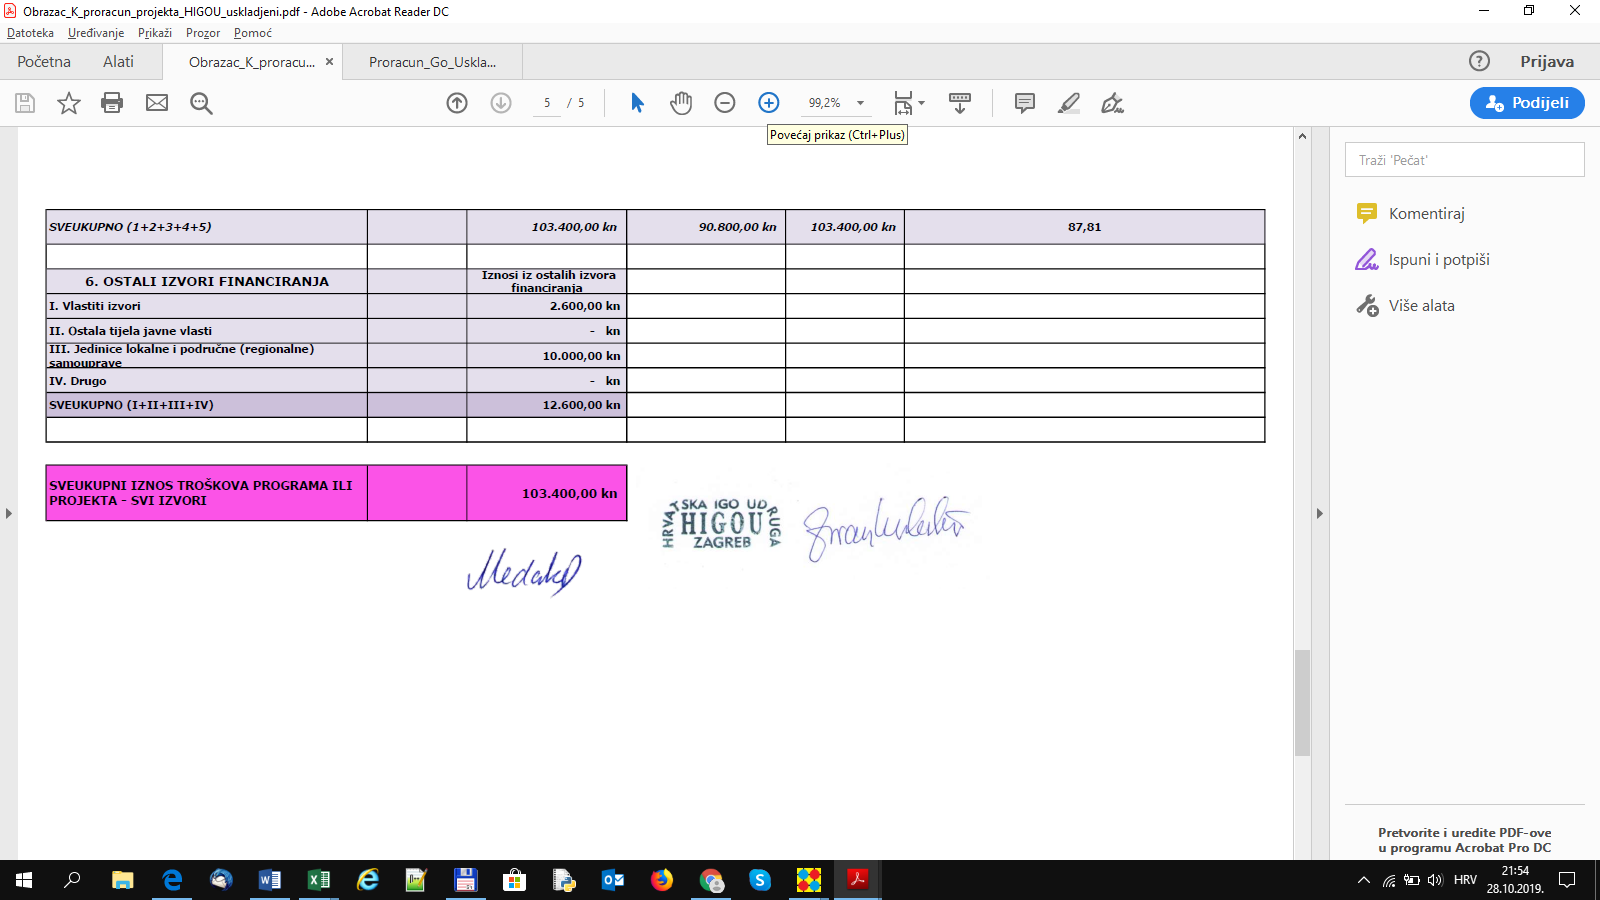 Obrazac_K_proracun_projekta_HIGOU_uskladjeni.pdf - Adobe Acrobat Reader DC
Datoteka Uređivanje Prikaži Prozor Pomoć
Početna Alati Obrazac_K_proracu... × Proracun_Go_Uskla... ? Prijava
5 / 5 99,2% Podijeli
Povećaj prikaz (Ctrl+Plus)
Traži 'Pečat'
Komentiraj
Ispuni i potpiši
Više alata
SVEUKUPNO (1+2+3+4+5) 103.400,00 kn 90.800,00 kn 103.400,00 kn 87,81
6. OSTALI IZVORI FINANCIRANJA Iznosi iz ostalih izvora
financiranja
I. Vlastiti izvori 2.600,00 kn
II. Ostala tijela javne vlasti - kn
III. Jedinice lokalne i područne (regionalne)
samouprave 10.000,00 kn
IV. Drugo - kn
SVEUKUPNO (I+II+III+IV) 12.600,00 kn
SVEUKUPNI IZNOS TROŠKOVA PROGRAMA ILI
PROJEKTA - SVI IZVORI 103.400,00 kn
HRVATSKA IGO UDRUGA
HIGOU
ZAGREB
Pretvorite i uredite PDF-ove
u programu Acrobat Pro DC
HRV 21:54
28.10.2019.